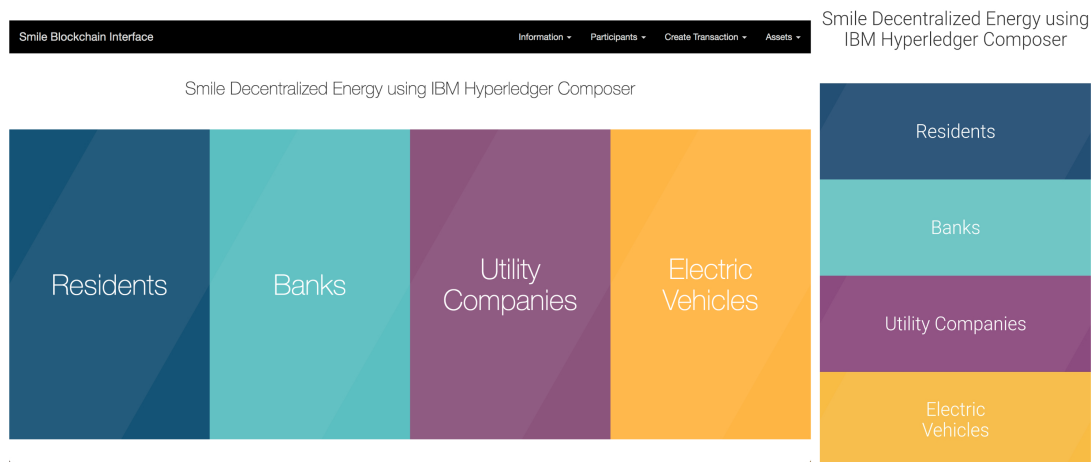 Smile Blockchain Interface
Information
Participants
Create Transaction
Assets
Smile Decentralized Energy using IBM Hyperledger Composer
Residents
Banks
Utility
Companies
Electric
Vehicles
Smile Decentralized Energy using
IBM Hyperledger Composer
Residents
Banks
Utility Companies
Electric
Vehicles